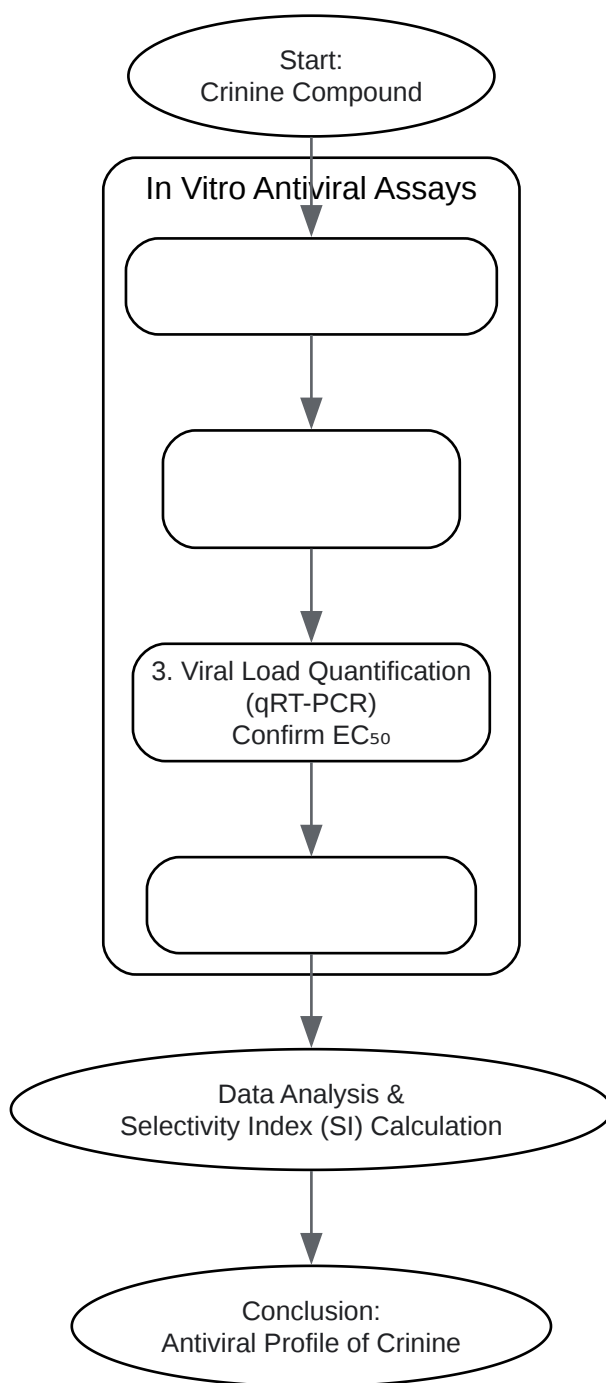 Start:
Crinine Compound
In Vitro Antiviral Assays
3. Viral Load Quantification
(qRT-PCR)
Confirm EC₅₀
Data Analysis &
Selectivity Index (SI) Calculation
Conclusion:
Antiviral Profile of Crinine